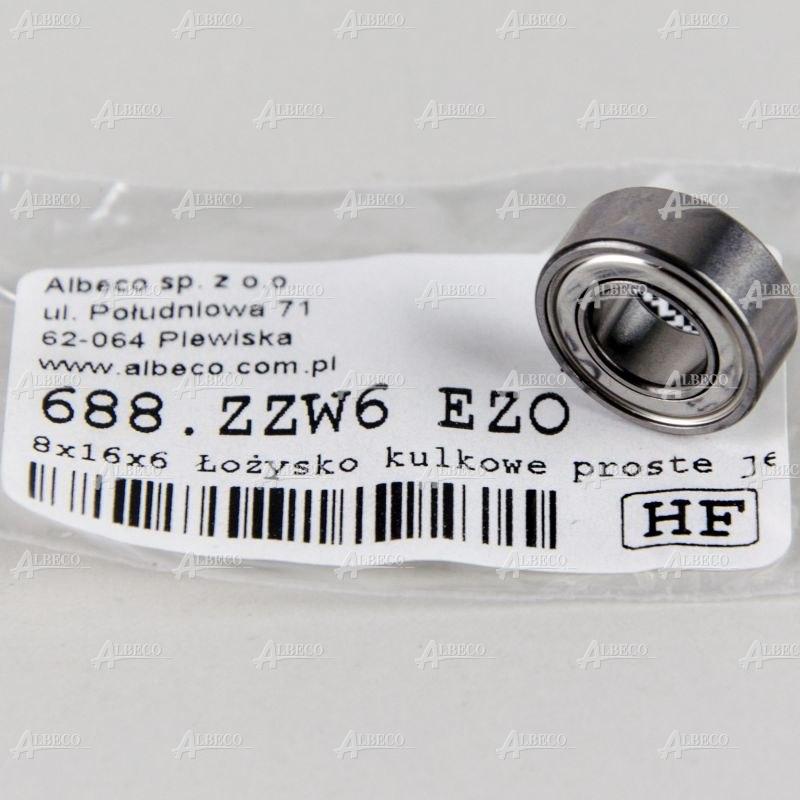 Albeco sp. z o.o
ul. Południowa 71
62-064 Plewiska
www.albeco.com.pl
688.ZZW6 EZO
8x16x6 Łożysko kulkowe proste
HF
ALBECO